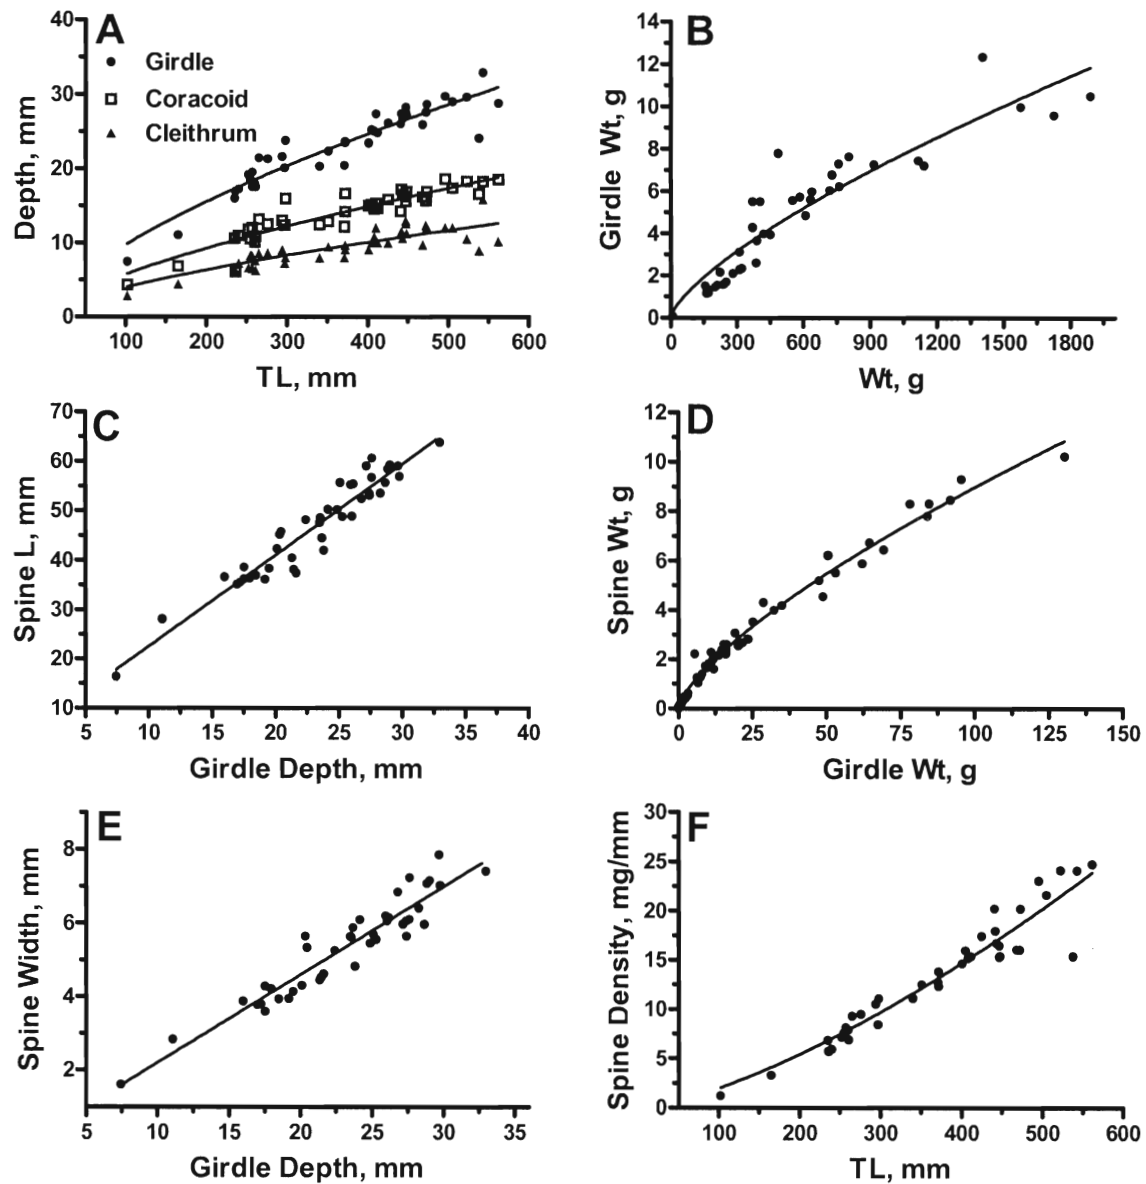 A
Girdle
Coracoid
Cleithrum
Depth, mm
40
30
20
10
0
100 200 300 400 500 600
TL, mm
B
Girdle Wt, g
14
12
10
8
6
4
2
0
0 300 600 900 1200 1500 1800
Wt, g
C
Spine L, mm
70
60
50
40
30
20
10
5 10 15 20 25 30 35 40
Girdle Depth, mm
D
Spine Wt, g
12
10
8
6
4
2
0
0 25 50 75 100 125 150
Girdle Wt, g
E
Spine Width, mm
8
6
4
2
5 10 15 20 25 30 35
Girdle Depth, mm
F
Spine Density, mg/mm
30
25
20
15
10
5
0
100 200 300 400 500 600
TL, mm